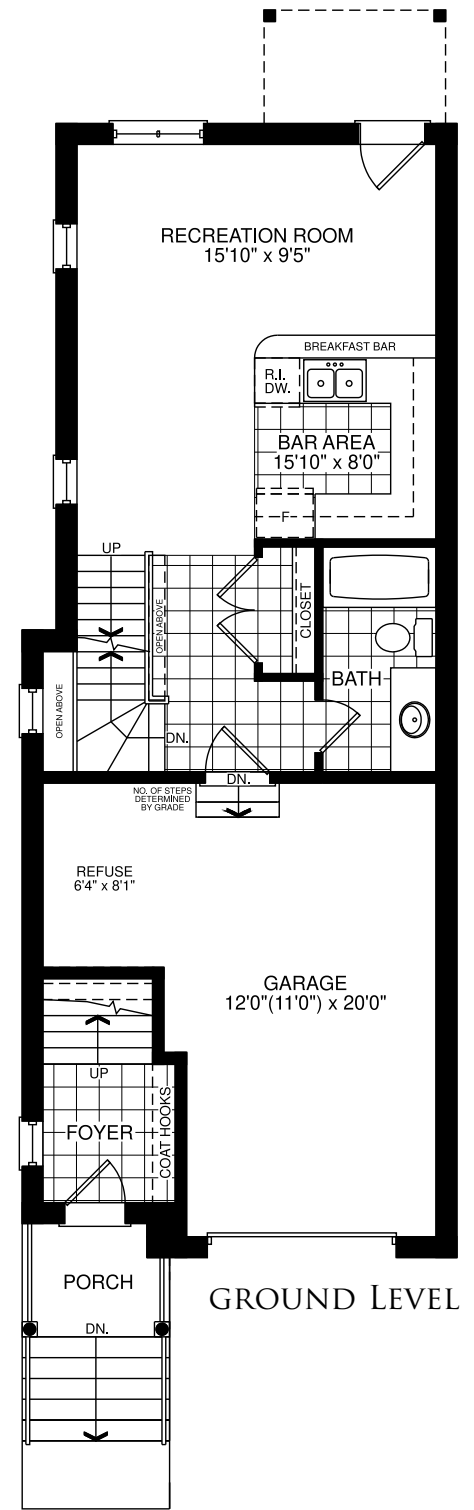 RECREATION ROOM
15'10" x 9'5"
BREAKFAST BAR
R.I.
DW.
BAR AREA
15'10" x 8'0"
F
UP
OPEN ABOVE
CLOSET
OPEN ABOVE
BATH
DN.
DN.
NO. OF STEPS
DETERMINED
BY GRADE
REFUSE
6'4" x 8'1"
GARAGE
12'0"(11'0") x 20'0"
UP
FOYER
COAT HOOKS
PORCH
GROUND LEVEL
DN.